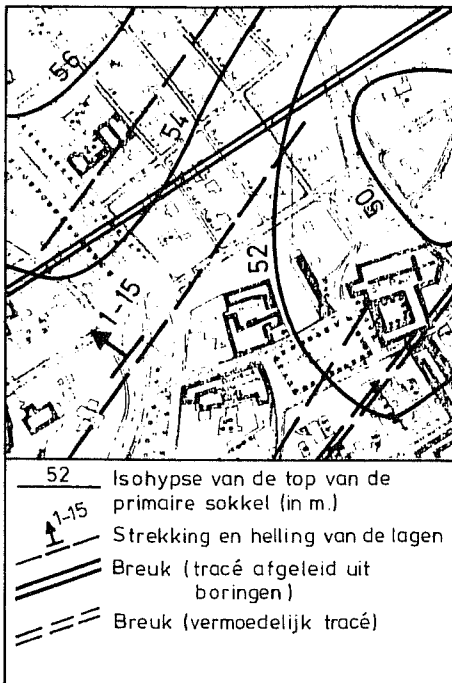 56
54
50
52
1-15
52 Isohypse van de top van de
primaire sokkel (in m.)
1-15 Strekking en helling van de lagen
Breuk (tracé afgeleid uit
boringen)
Breuk (vermoedelijk tracé)